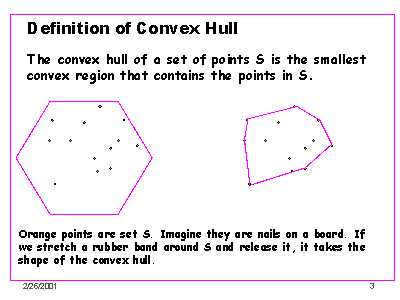 Definition of Convex Hull
The convex hull of a set of points S is the smallest
convex region that contains the points in S.
Orange points are set S. Imagine they are nails on a board. If
we stretch a rubber band around S and release it, it takes the
shape of the convex hull.
2/26/2001 3